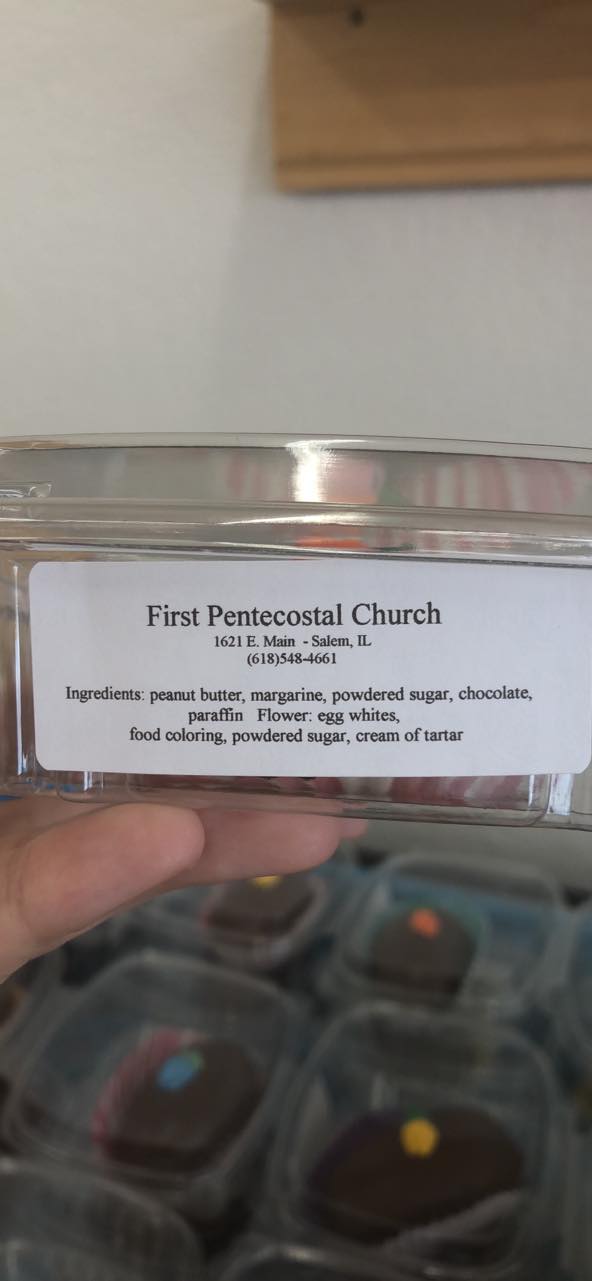 First Pentecostal Church
1621 E. Main - Salem, IL
(618)548-4661
Ingredients: peanut butter, margarine, powdered sugar, chocolate,
paraffin Flower: egg whites,
food coloring, powdered sugar, cream of tartar